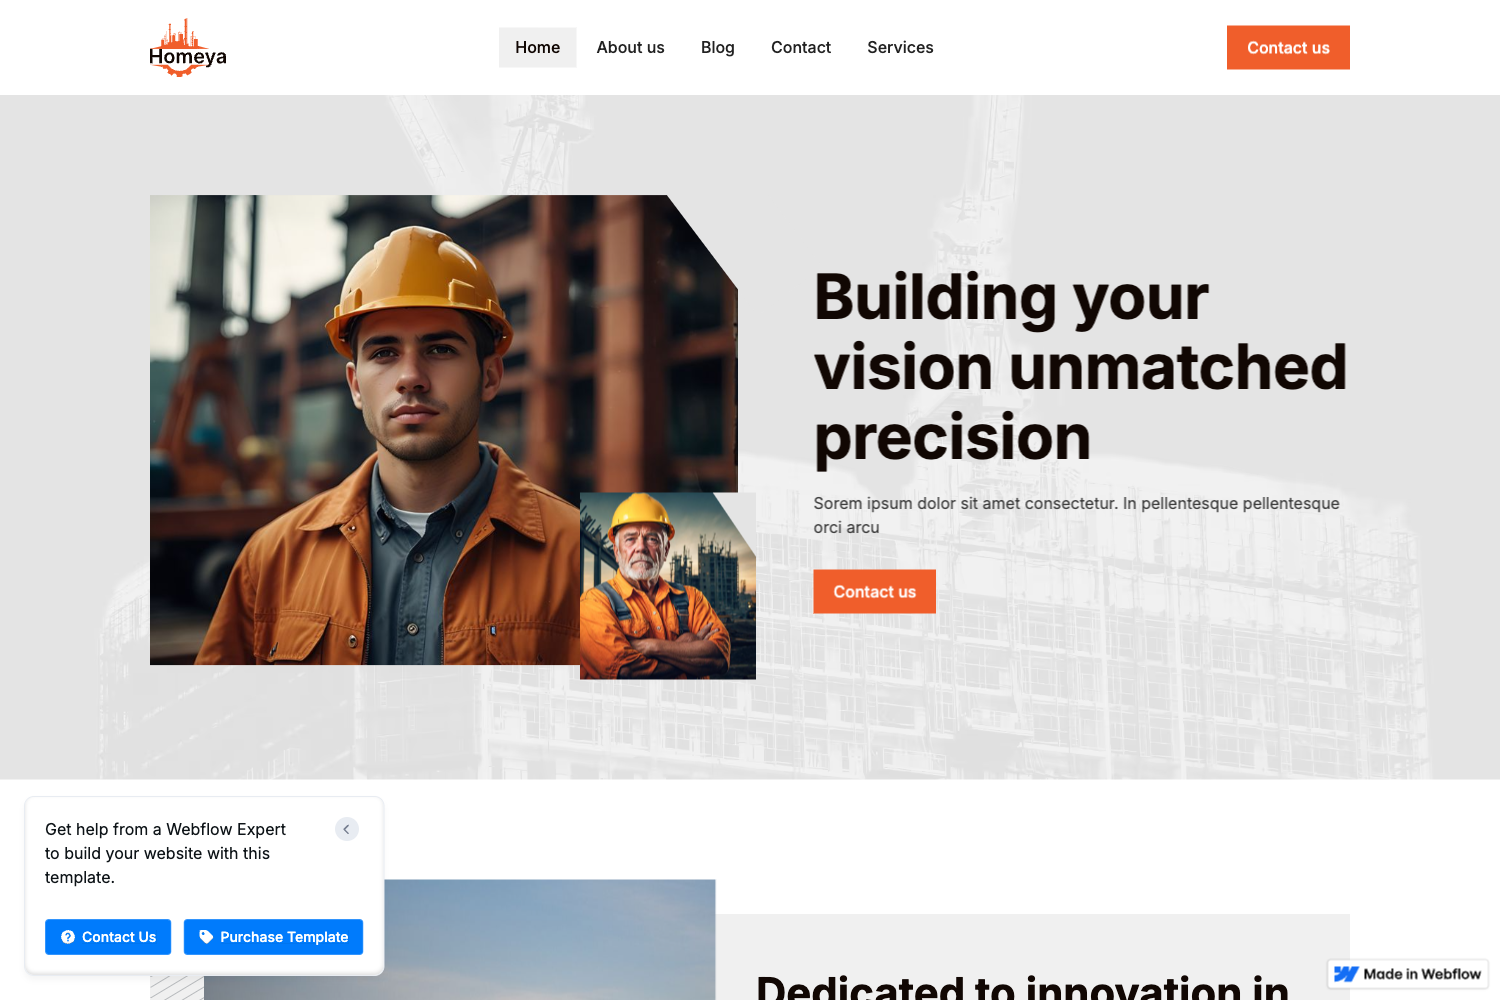 Homeya
Home
About us
Blog
Contact
Services
Contact us
Building your
vision unmatched
precision
Sorem ipsum dolor sit amet consectetur. In pellentesque pellentesque
orci arcu
Contact us
Get help from a Webflow Expert
to build your website with this
template.
Contact Us
Purchase Template
Dedicated to innovation in
Made in Webflow